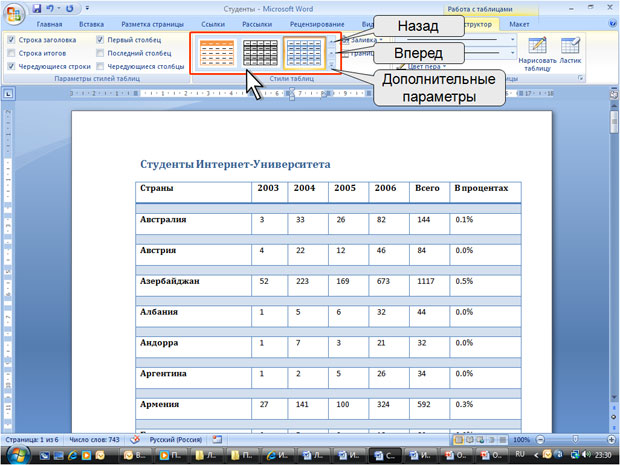 Студенты - Microsoft Word
Работа с таблицами
Главная Вставка Разметка страницы Ссылки Рассылки Рецензирование Макет
Назад
Вперед
Дополнительные
параметры
Строка заголовка Первый столбец
Строка итогов Последний столбец
Чередующиеся строки Чередующиеся столбцы
Параметры стилей таблиц
Стили таблиц
Заливка
Цвет пера
Нарисовать таблицу
Ластик
Студенты Интернет-Университета
Страны 2003 2004 2005 2006 Всего В процентах
Австралия 3 33 26 82 144 0.1%
Австрия 4 22 12 46 84 0.0%
Азербайджан 52 223 169 673 1117 0.5%
Албания 1 5 6 32 44 0.0%
Андорра 1 7 3 21 32 0.0%
Аргентина 1 2 5 26 34 0.0%
Армения 27 141 100 324 592 0.3%
Страница: 1 из 6 Число слов: 743 Русский (Россия) 100%
RU 23:30